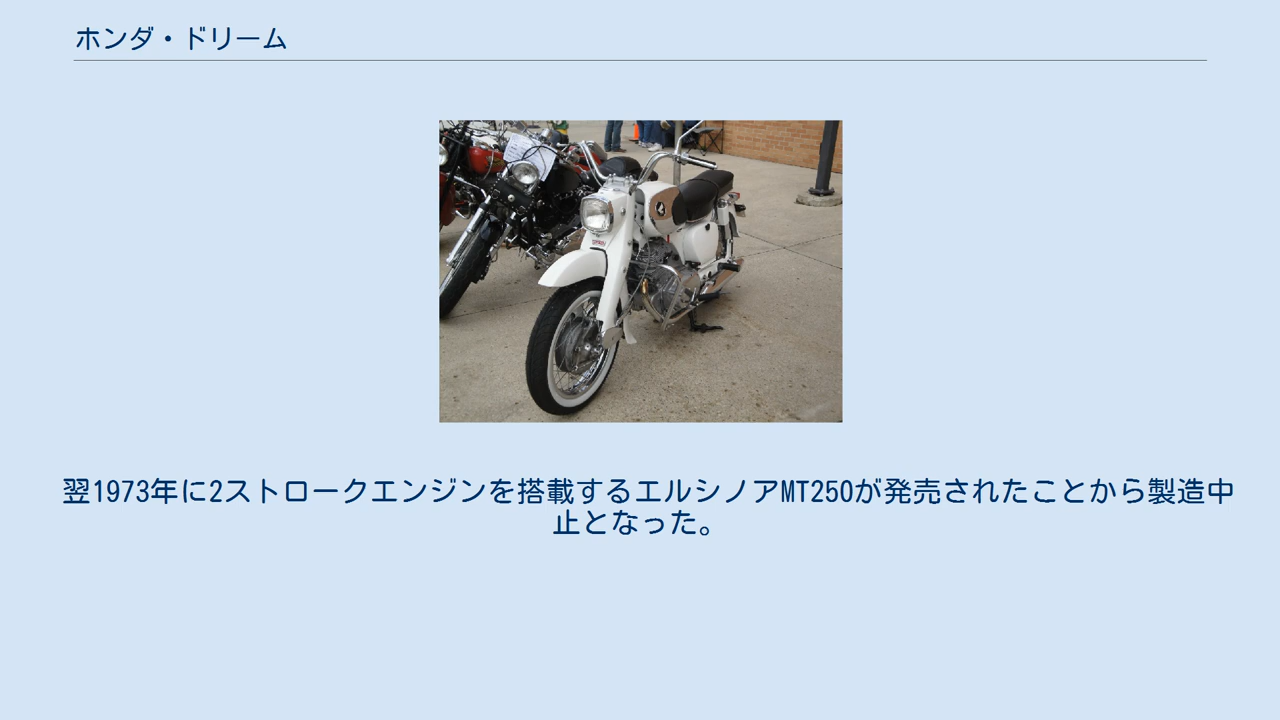 ホンダ・ドリーム
翌1973年に2ストロークエンジンを搭載するエルシノアMT250が発売されたことから製造中
止となった。